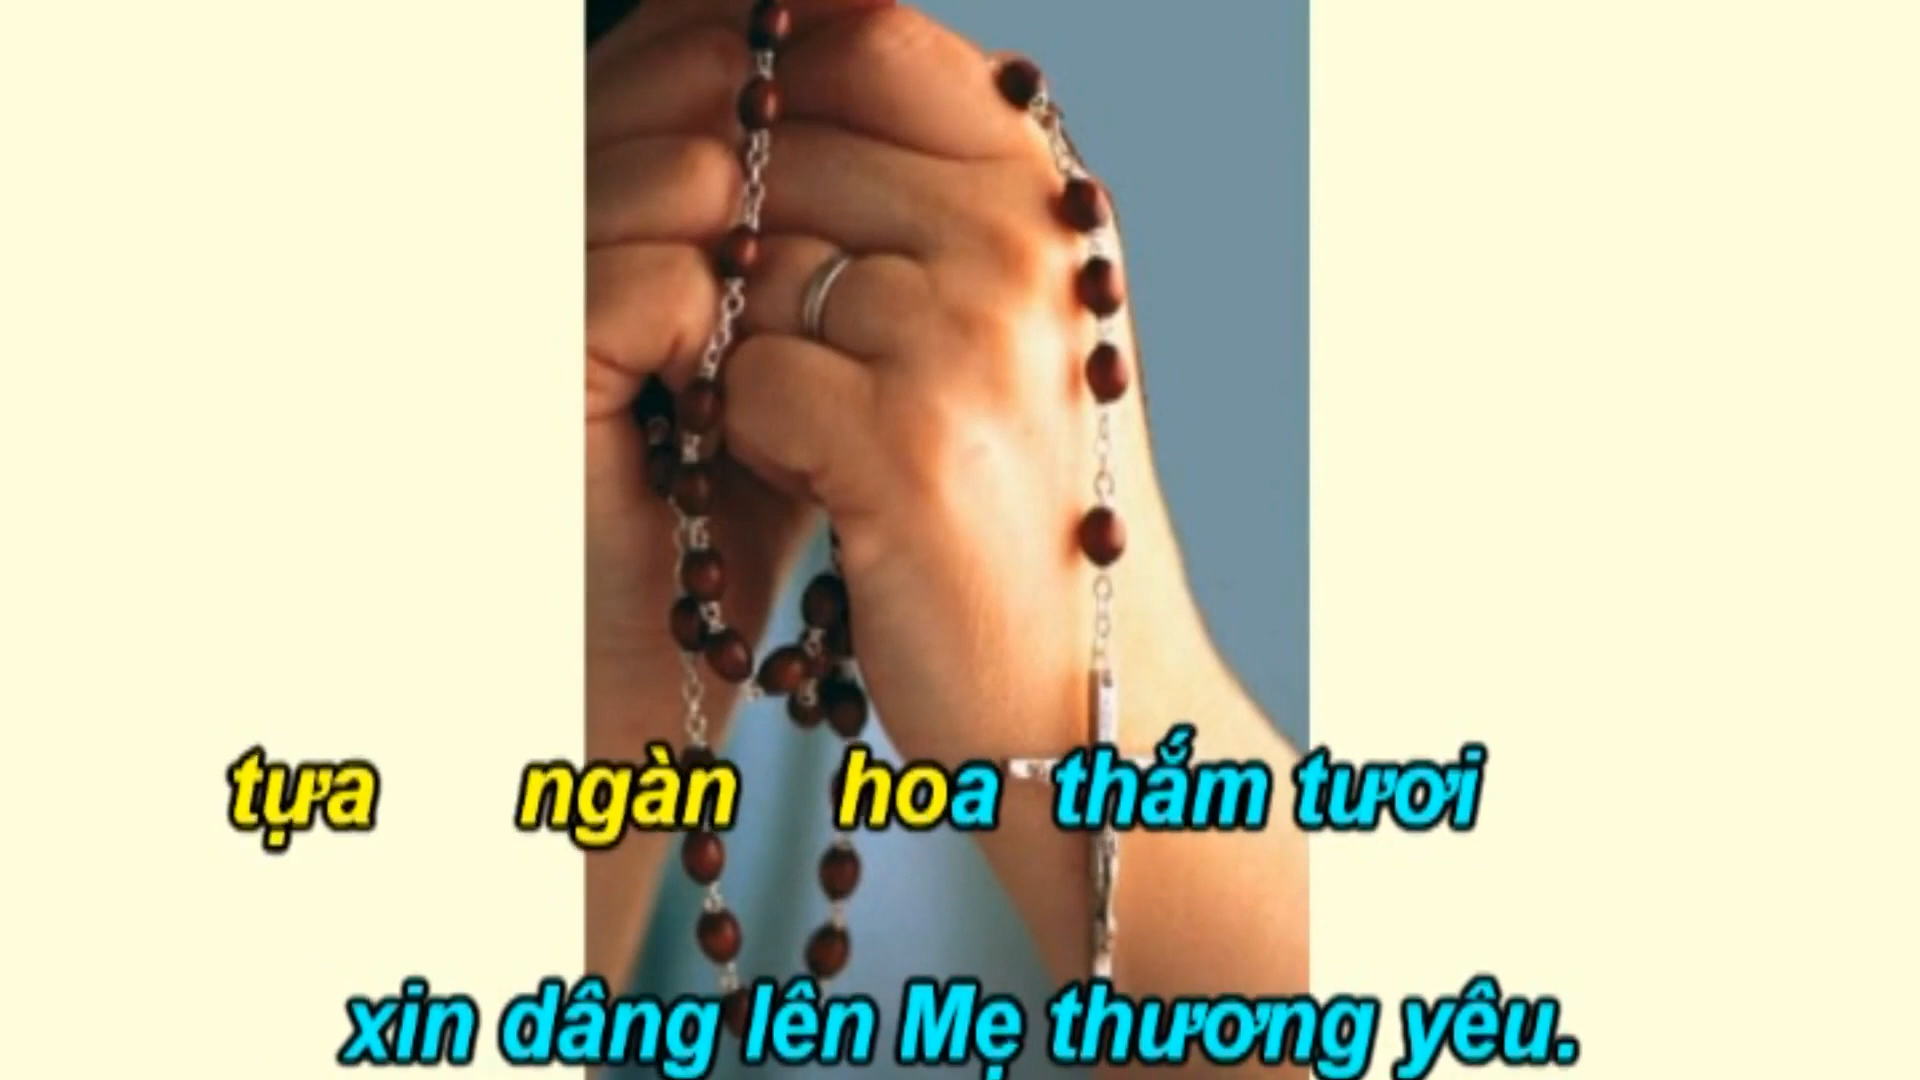 tựa ngàn hoa thắm tươi
xin dâng lên Mẹ thương yêu.